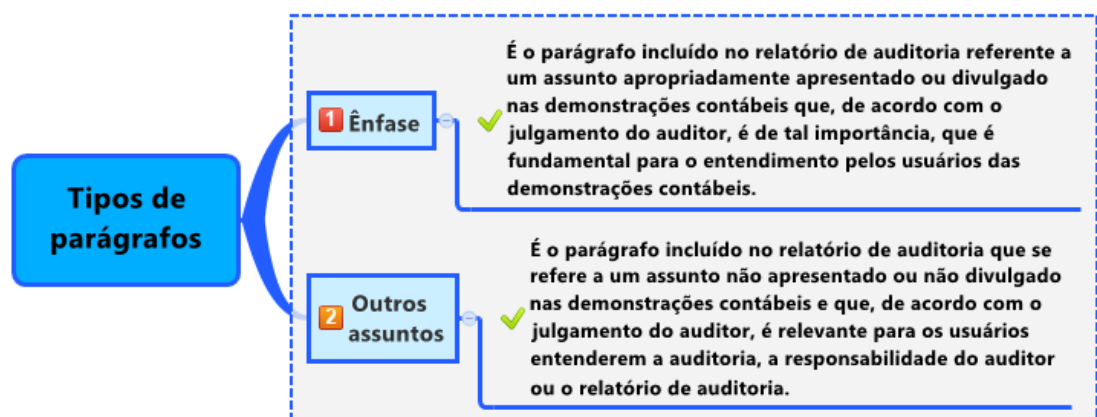 Tipos de
parágrafos
1 Ênfase
É o parágrafo incluído no relatório de auditoria referente a
um assunto apropriadamente apresentado ou divulgado
nas demonstrações contábeis que, de acordo com o
julgamento do auditor, é de tal importância, que é
fundamental para o entendimento pelos usuários das
demonstrações contábeis.
2 Outros
assuntos
É o parágrafo incluído no relatório de auditoria que se
refere a um assunto não apresentado ou não divulgado
nas demonstrações contábeis e que, de acordo com o
julgamento do auditor, é relevante para os usuários
entenderem a auditoria, a responsabilidade do auditor
ou o relatório de auditoria.